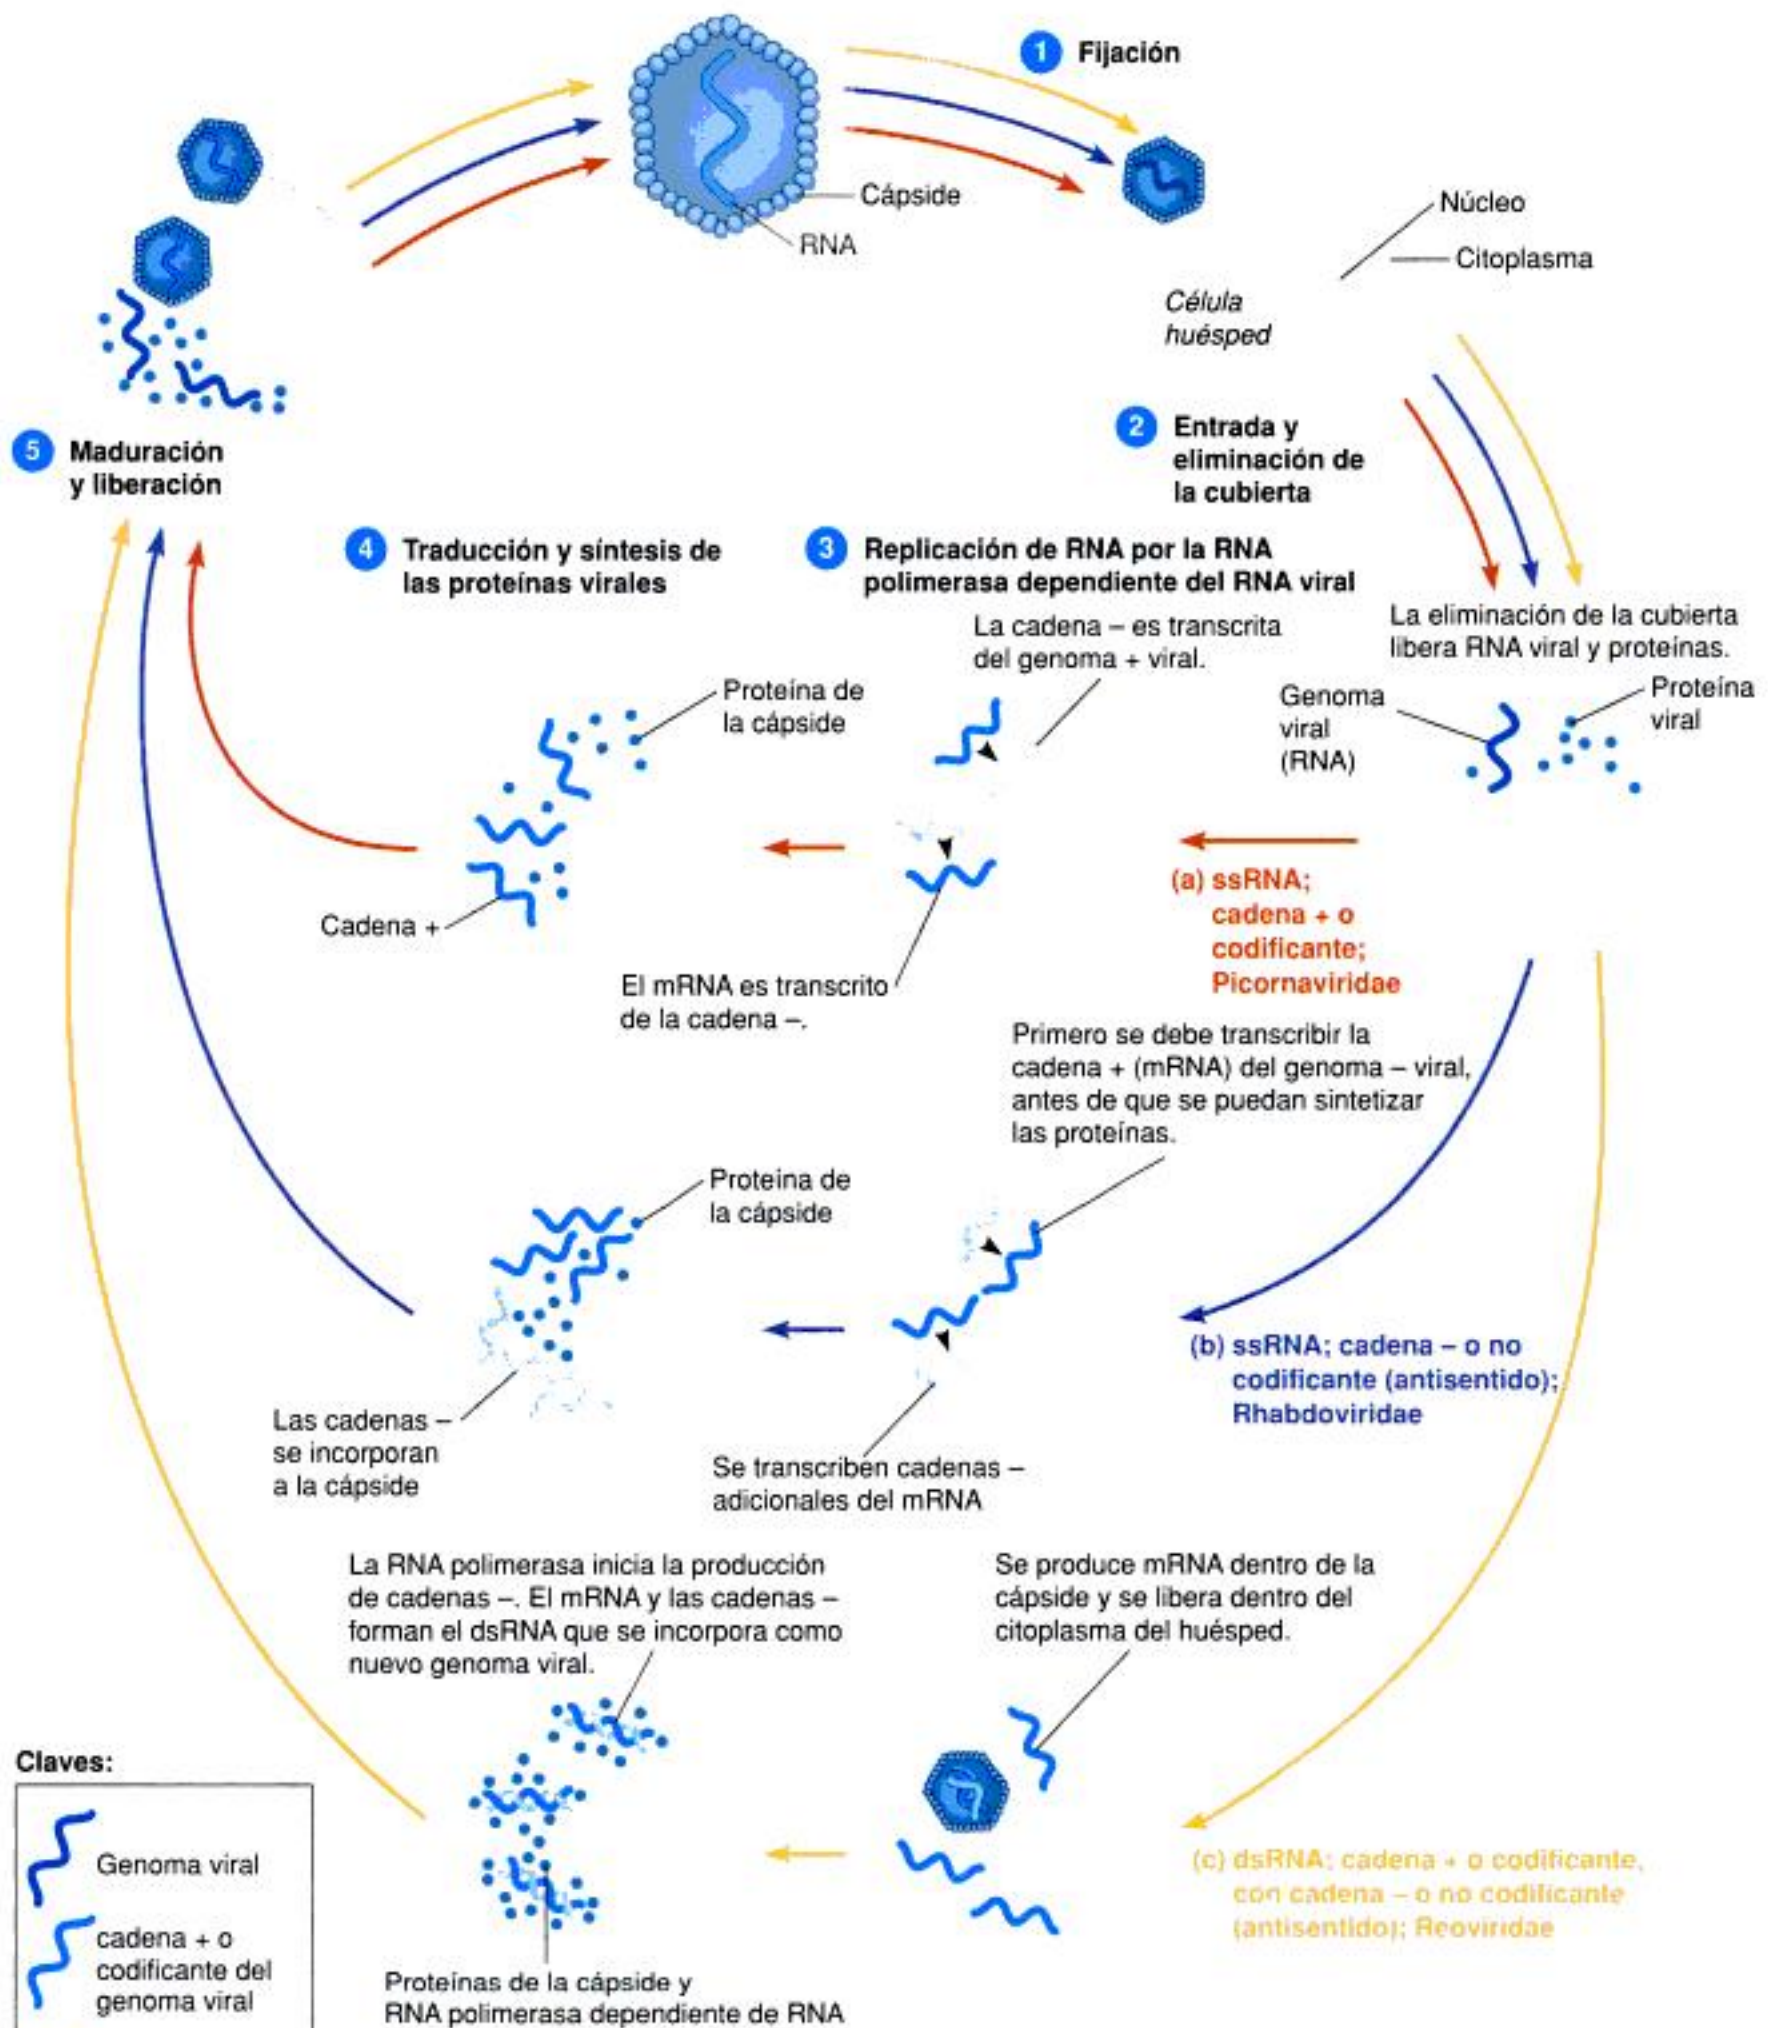 1 Fijación
Cápside
RNA
Núcleo
Citoplasma
Célula
huésped
2 Entrada y
eliminación de
la cubierta
5 Maduración
y liberación
4 Traducción y síntesis de
las proteínas virales
3 Replicación de RNA por la RNA
polimerasa dependiente del RNA viral
La cadena – es transcrita
del genoma + viral.
La eliminación de la cubierta
libera RNA viral y proteínas.
Proteína de
la cápside
Genoma
viral
(RNA)
Proteína
viral
Cadena +
El mRNA es transcrito
de la cadena –.
(a) ssRNA;
cadena + o
codificante;
Picornaviridae
Primero se debe transcribir la
cadena + (mRNA) del genoma – viral,
antes de que se puedan sintetizar
las proteínas.
Proteína de
la cápside
(b) ssRNA; cadena – o no
codificante (antisentido);
Rhabdoviridae
Las cadenas –
se incorporan
a la cápside
Se transcriben cadenas –
adicionales del mRNA
La RNA polimerasa inicia la producción
de cadenas –. El mRNA y las cadenas –
forman el dsRNA que se incorpora como
nuevo genoma viral.
Se produce mRNA dentro de la
cápside y se libera dentro del
citoplasma del huésped.
(c) dsRNA; cadena + o codificante,
con cadena – o no codificante
(antisentido); Reoviridae
Proteínas de la cápside y
RNA polimerasa dependiente de RNA
Claves:
Genoma viral
cadena + o
codificante del
genoma viral